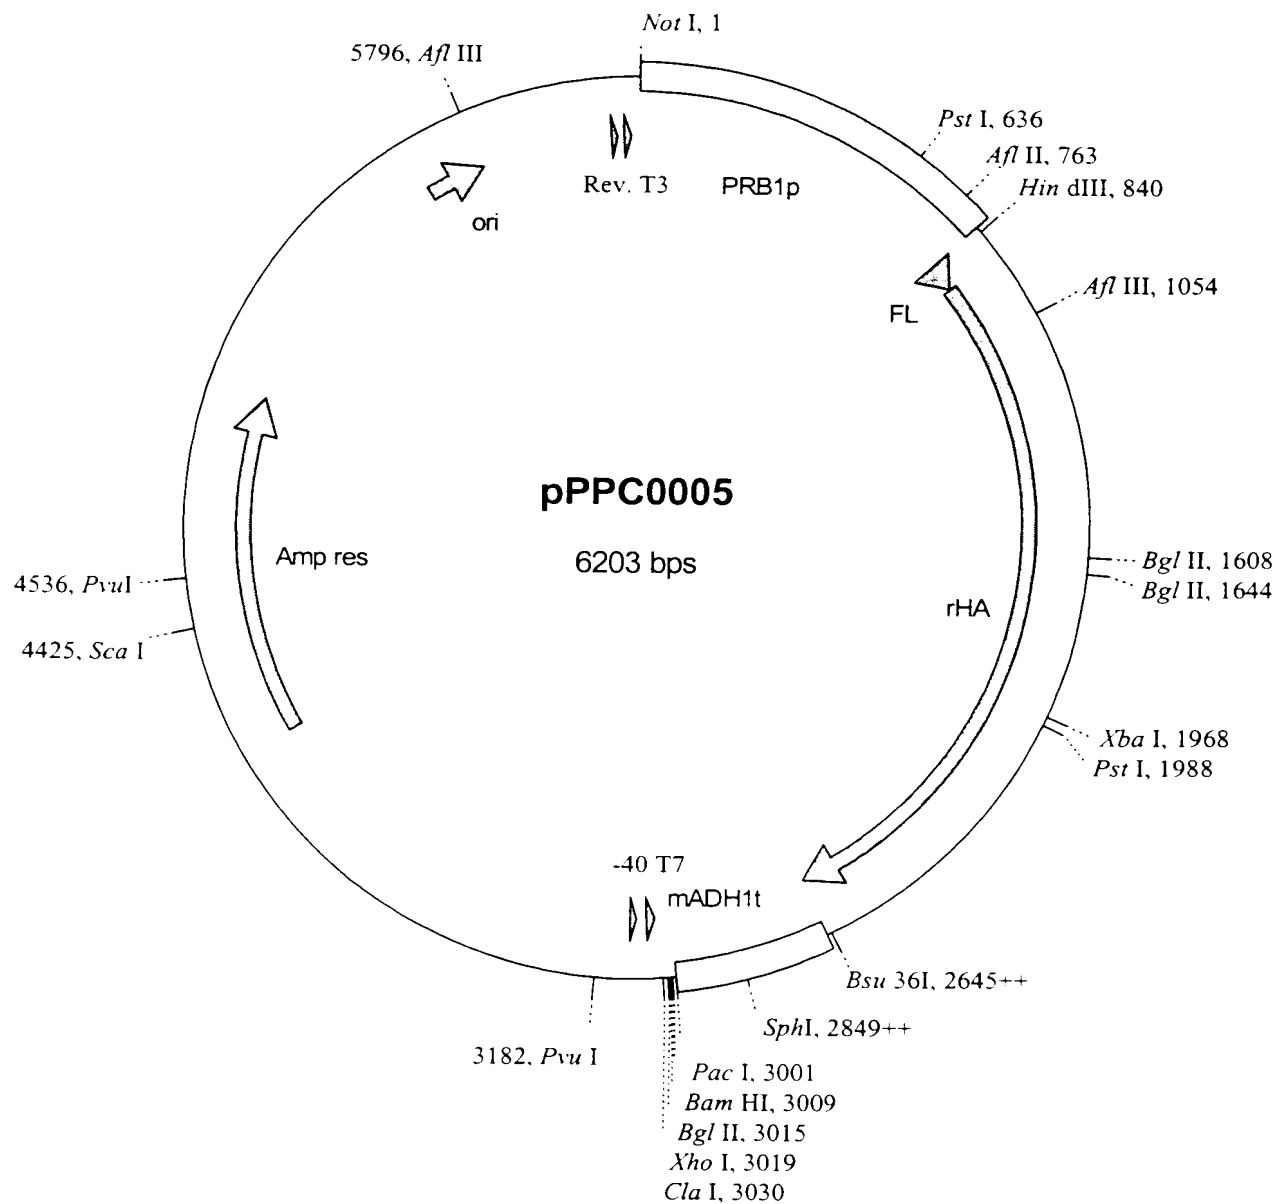 Not I, 1
5796, Afl III
Pst I, 636
Afl II, 763
Hin dIII, 840
Rev. T3
PRB1p
ori
Afl III, 1054
FL
pPPC0005
6203 bps
Amp res
Bgl II, 1608
Bgl II, 1644
4536, PvuI
rHA
4425, Sca I
Xba I, 1968
Pst I, 1988
-40 T7
mADH1t
Bsu 36I, 2645++
SphI, 2849++
3182, Pvu I
Pac I, 3001
Bam HI, 3009
Bgl II, 3015
Xho I, 3019
Cla I, 3030